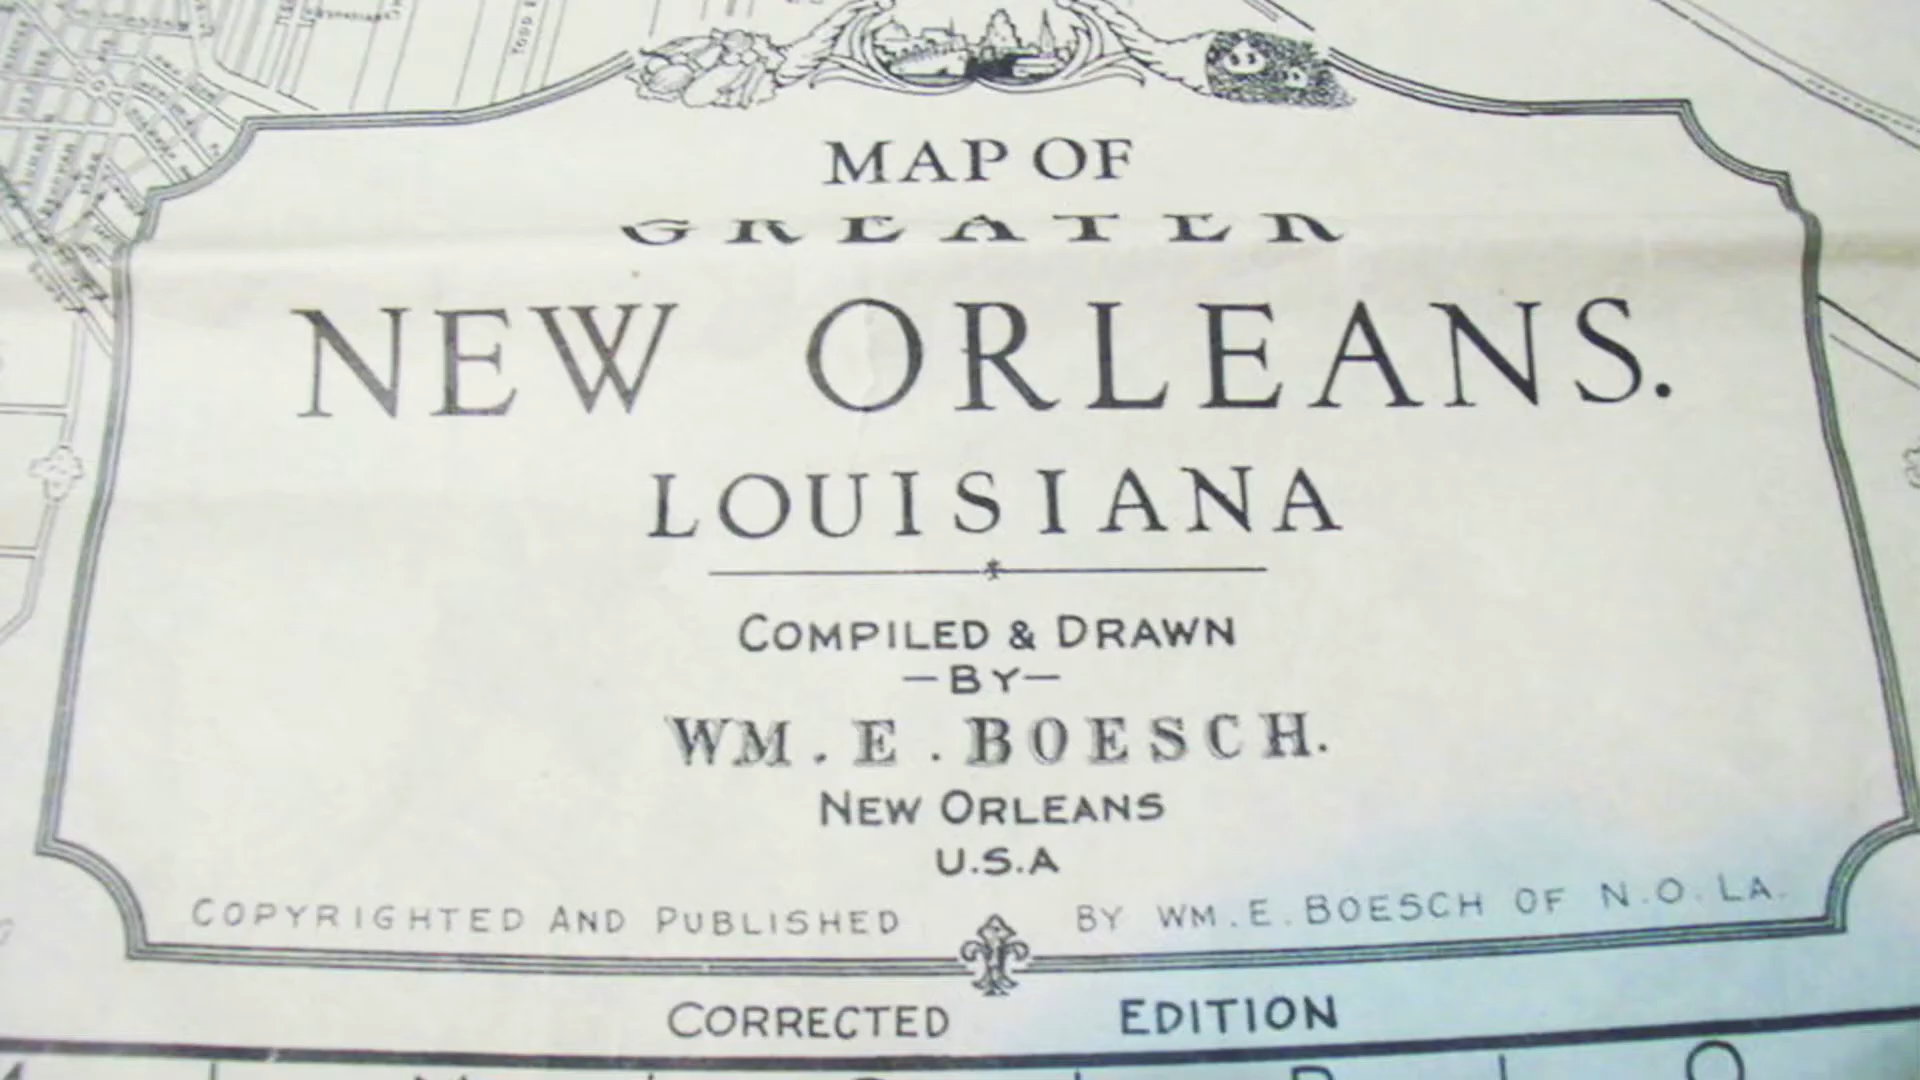 MAP OF
GREATER
NEW ORLEANS.
LOUISIANA
COMPILED & DRAWN
—BY—
WM. E. BOESCH.
NEW ORLEANS
U.S.A
COPYRIGHTED AND PUBLISHED BY WM. E. BOESCH OF N.O. LA.
CORRECTED EDITION